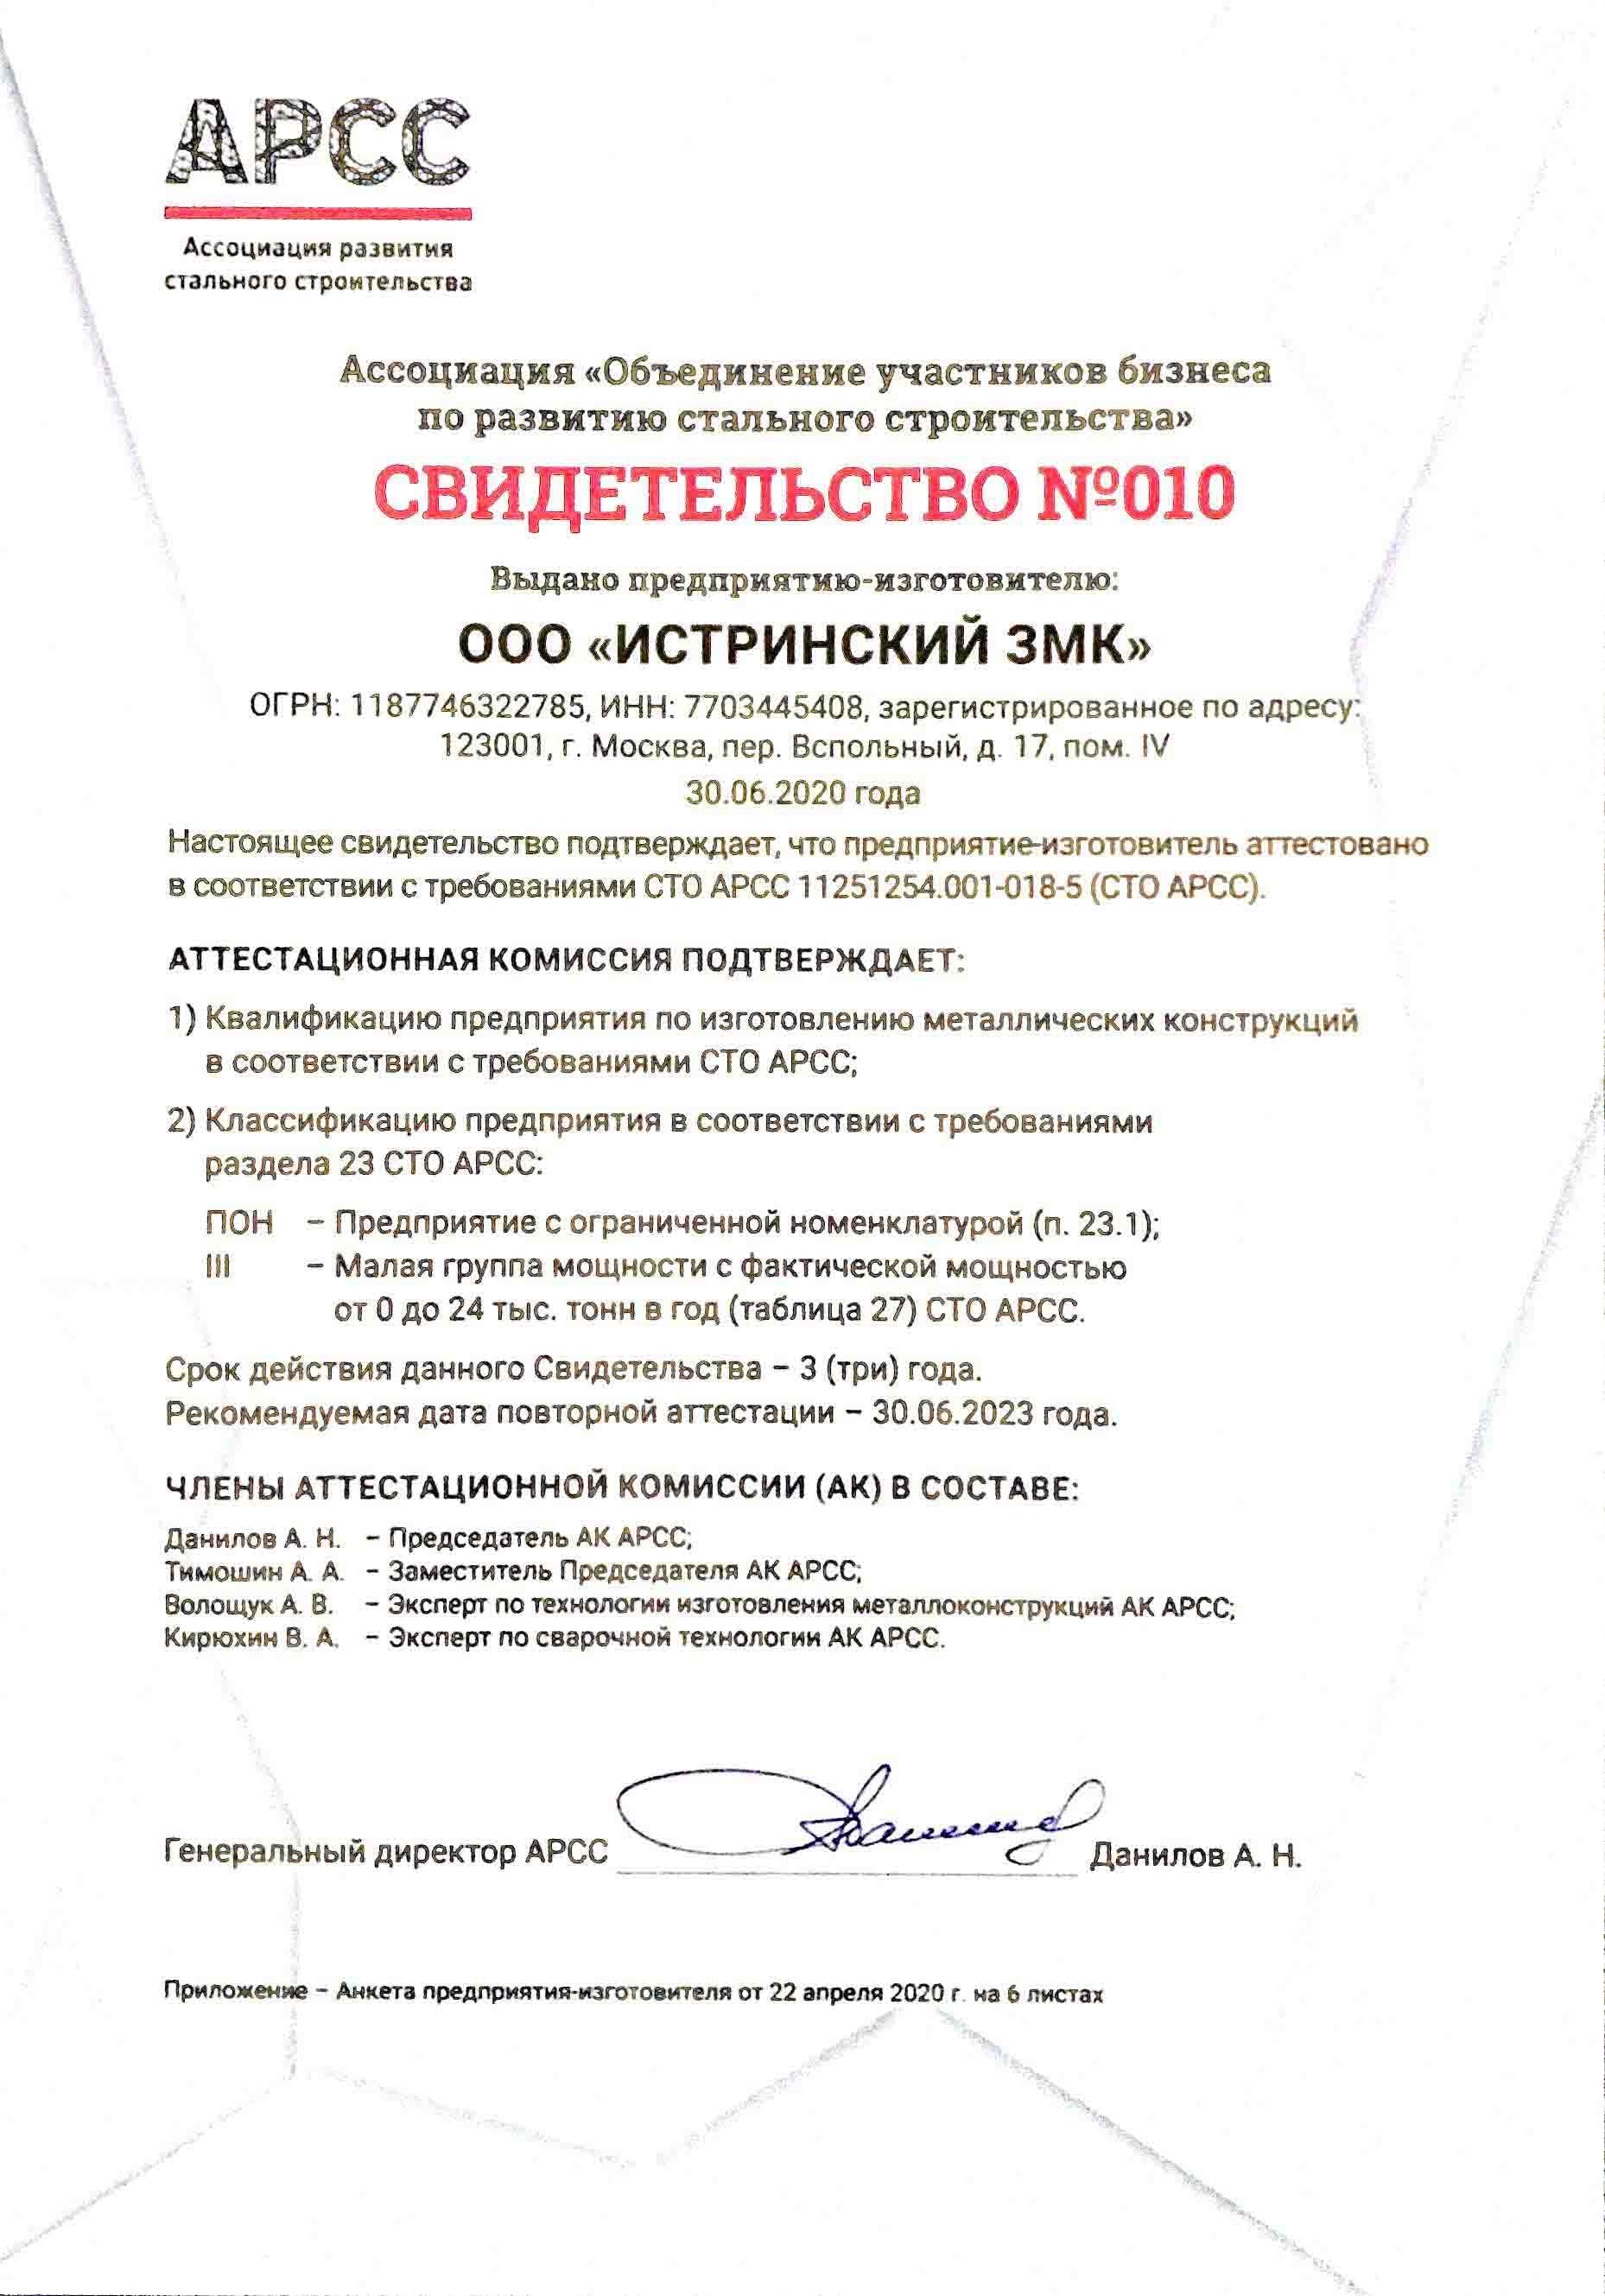 АРСС
Ассоциация развития
стального строительства
Ассоциация «Объединение участников бизнеса
по развитию стального строительства»
СВИДЕТЕЛЬСТВО №010
Выдано предприятию-изготовителю:
ООО «ИСТРИНСКИЙ ЗМК»
ОГРН: 1187746322785, ИНН: 7703445408, зарегистрированное по адресу:
123001, г. Москва, пер. Вспольный, д. 17, пом. IV
30.06.2020 года
Настоящее свидетельство подтверждает, что предприятие-изготовитель аттестовано
в соответствии с требованиями СТО АРСС 11251254.001-018-5 (СТО АРСС).
АТТЕСТАЦИОННАЯ КОМИССИЯ ПОДТВЕРЖДАЕТ:
1) Квалификацию предприятия по изготовлению металлических конструкций
в соответствии с требованиями СТО АРСС;
2) Классификацию предприятия в соответствии с требованиями
раздела 23 СТО АРСС:
ПОН – Предприятие с ограниченной номенклатурой (п. 23.1);
III – Малая группа мощности с фактической мощностью
от 0 до 24 тыс. тонн в год (таблица 27) СТО АРСС.
Срок действия данного Свидетельства – 3 (три) года.
Рекомендуемая дата повторной аттестации – 30.06.2023 года.
ЧЛЕНЫ АТТЕСТАЦИОННОЙ КОМИССИИ (АК) В СОСТАВЕ:
Данилов А. Н. – Председатель АК АРСС;
Тимошин А. А. – Заместитель Председателя АК АРСС;
Волощук А. В. – Эксперт по технологии изготовления металлоконструкций АК АРСС;
Кирюхин В. А. – Эксперт по сварочной технологии АК АРСС.
Генеральный директор АРСС Данилов А. Н.
Приложение – Анкета предприятия-изготовителя от 22 апреля 2020 г. на 6 листах